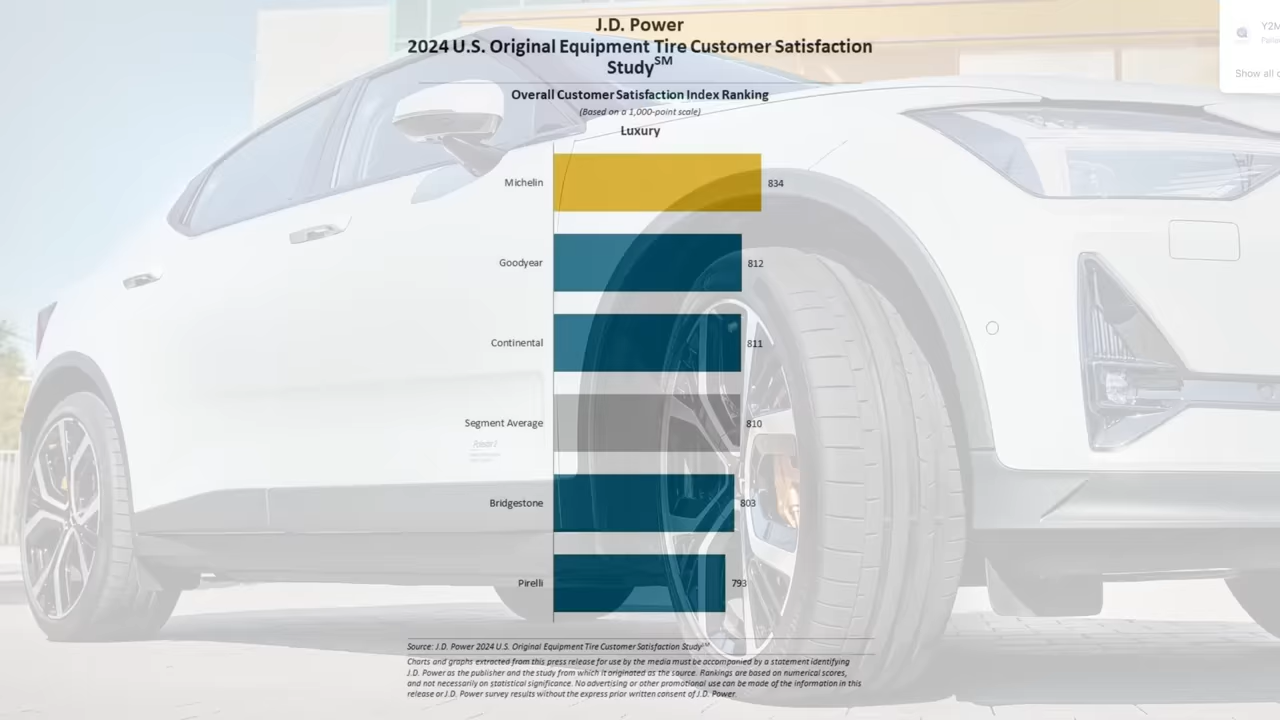 J.D. Power
2024 U.S. Original Equipment Tire Customer Satisfaction
StudySM
Overall Customer Satisfaction Index Ranking
(Based on a 1,000-point scale)
Luxury
Michelin 834
Goodyear 812
Continental 811
Segment Average 810
Bridgestone 803
Pirelli 793
Source: J.D. Power 2024 U.S. Original Equipment Tire Customer Satisfaction StudySM
Charts and graphs extracted from this press release for use by the media must be accompanied by a statement identifying
J.D. Power as the publisher and the study from which it originated as the source. Rankings are based on numerical scores,
and not necessarily on statistical significance. No advertising or other promotional use can be made of the information in this
release or J.D. Power survey results without the express prior written consent of J.D. Power.
Show all